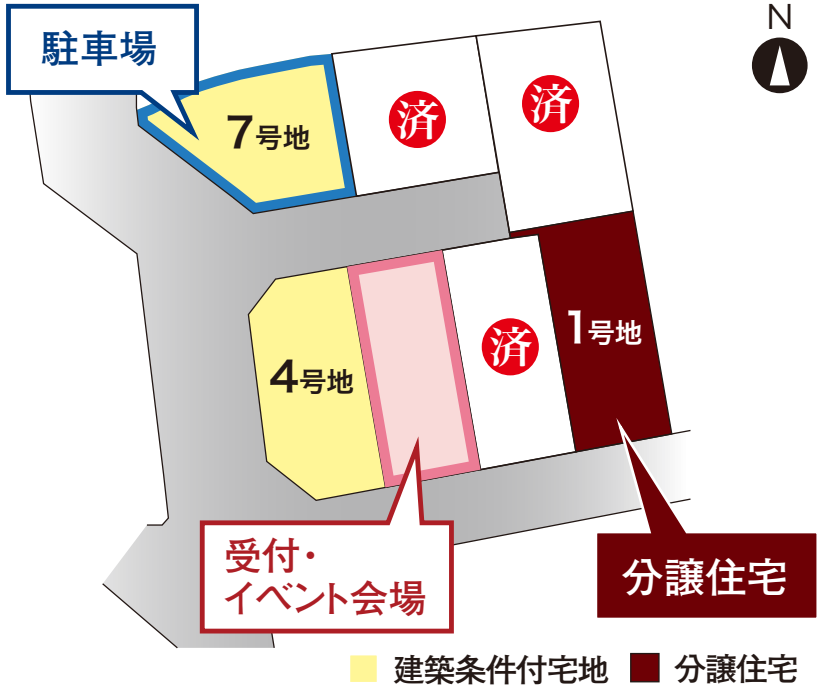 駐車場
N
7号地
済
済
4号地
済
1号地
受付・
イベント会場
分譲住宅
建築条件付宅地
分譲住宅